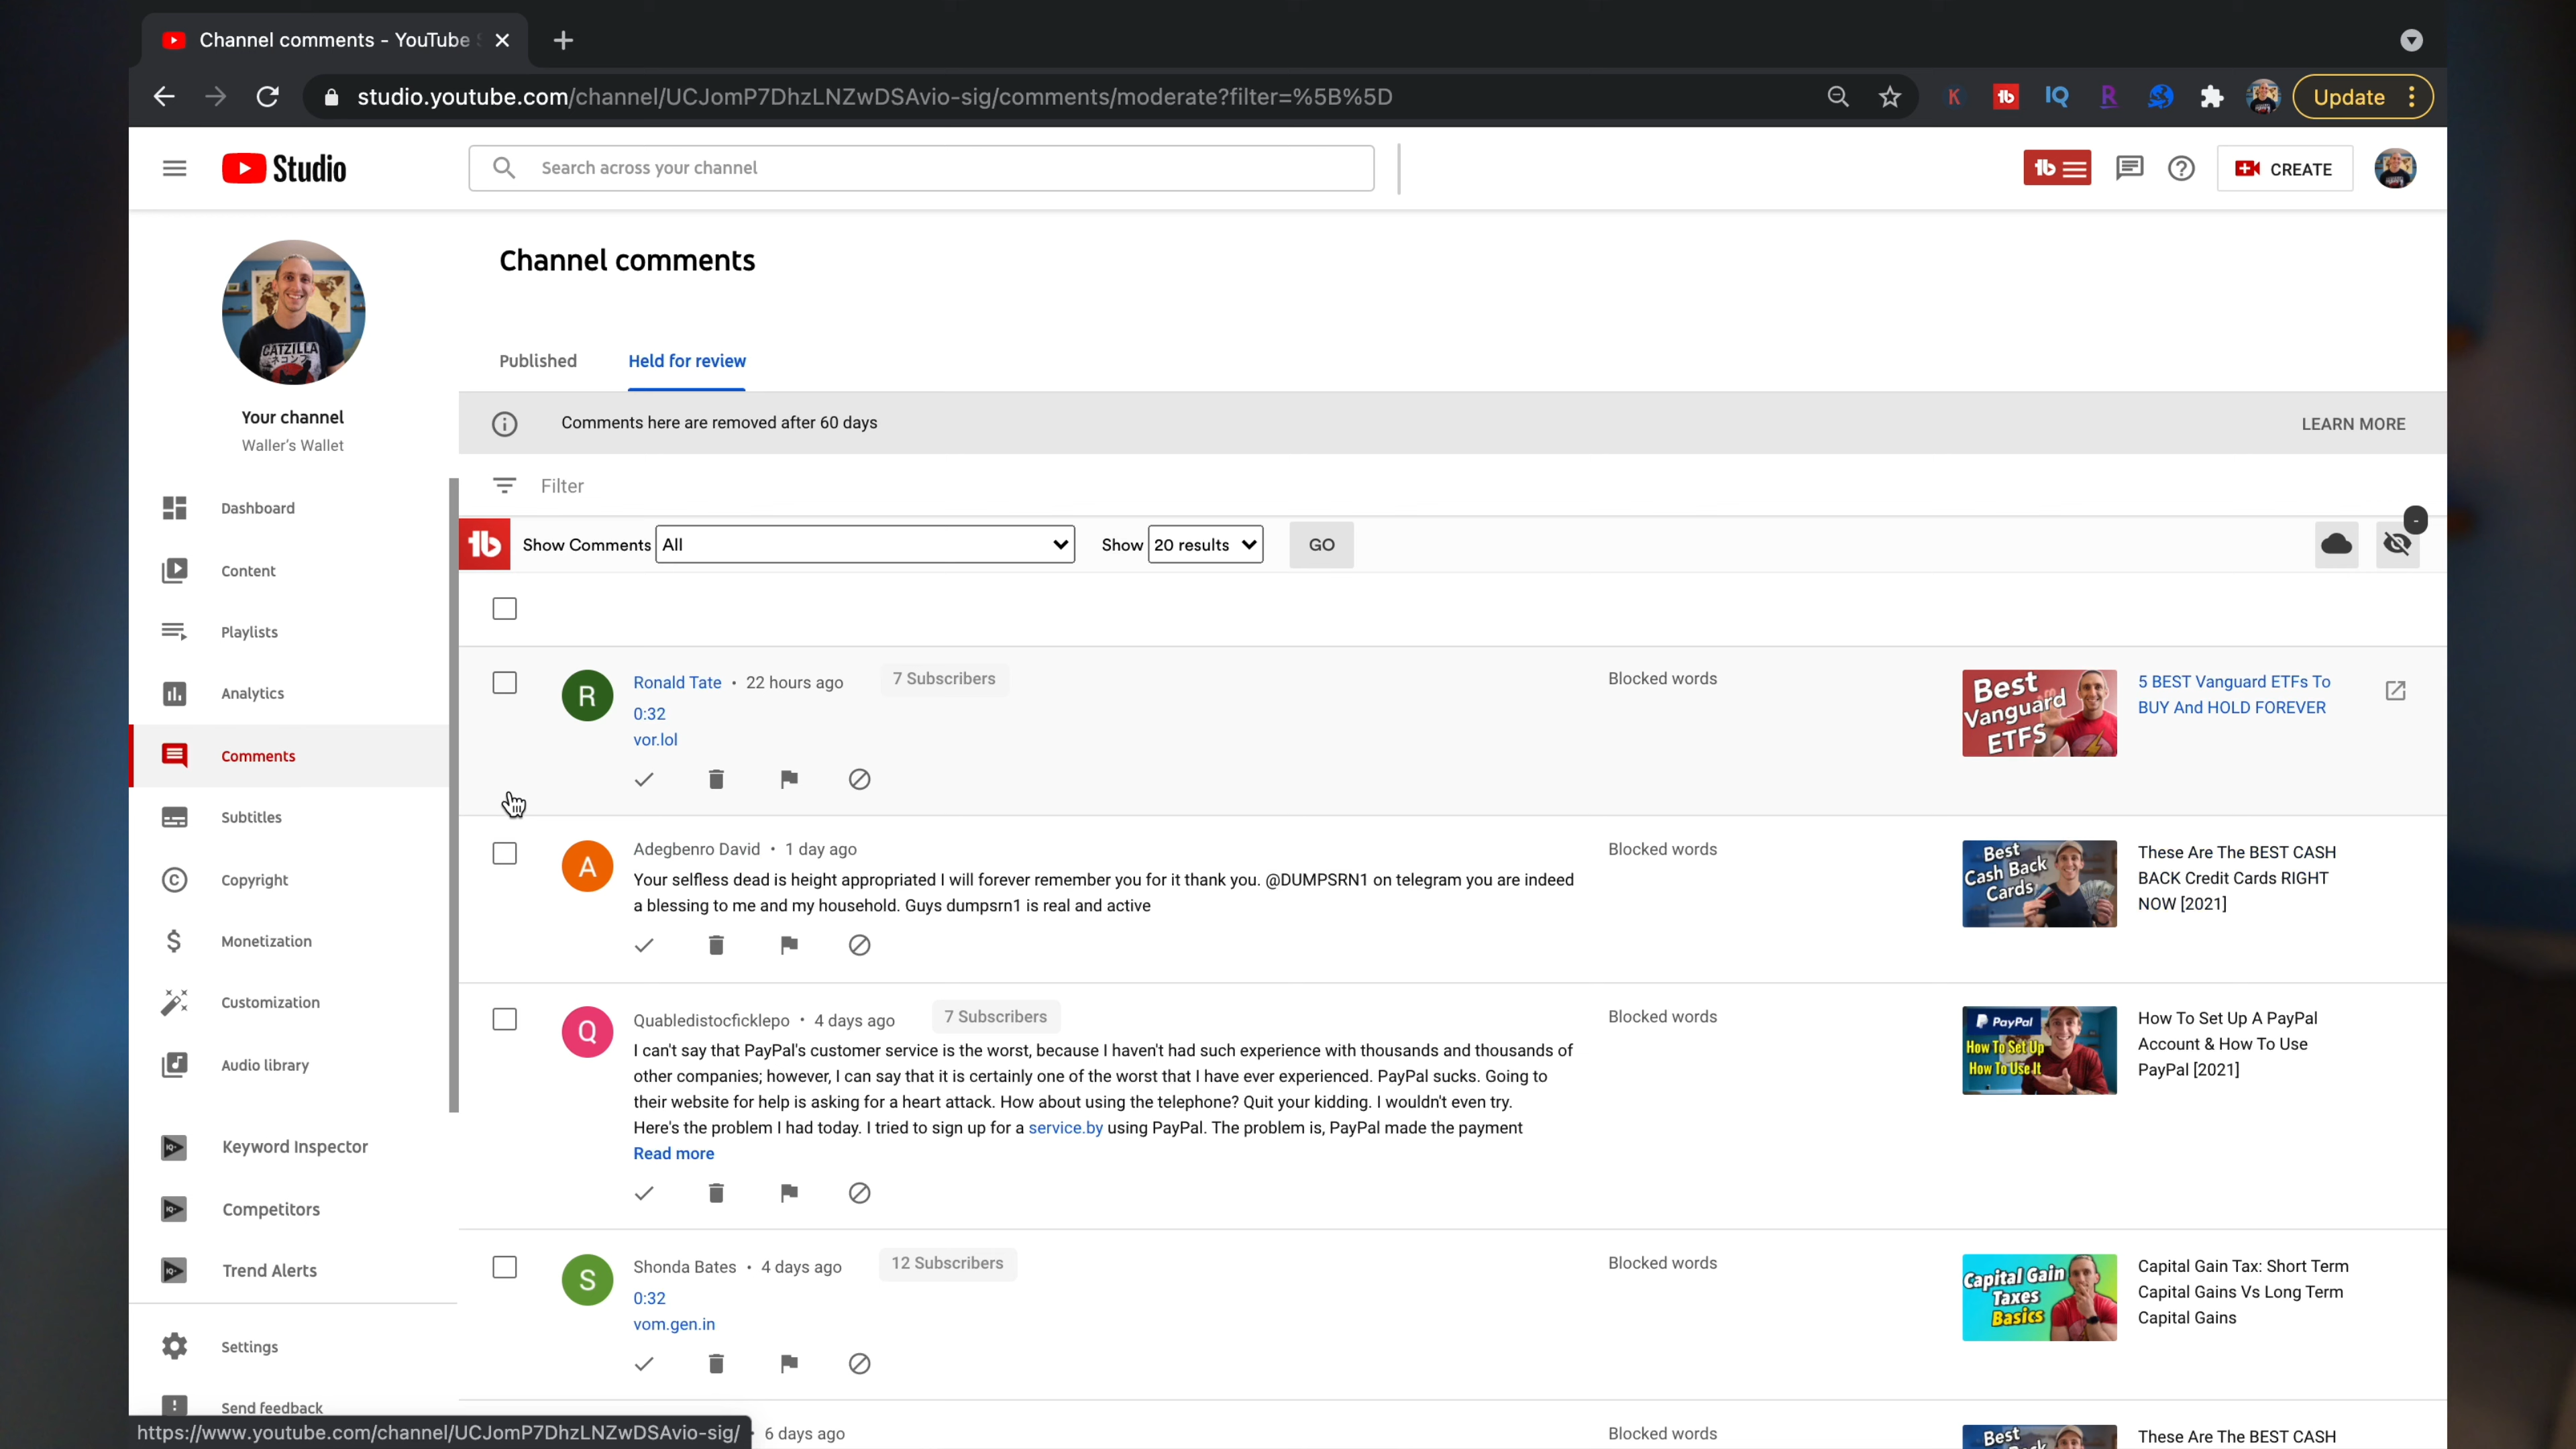 Channel comments - YouTube S
studio.youtube.com/channel/UCJomP7DhzLNZwDSAvio-sig/comments/moderate?filter=%5B%5D
K
tb
IQ
R
Update
Studio
Search across your channel
tb
CREATE
CATZILLA
Your channel
Waller's Wallet
Dashboard
Content
Playlists
Analytics
Comments
Subtitles
Copyright
Monetization
Customization
Audio library
Keyword Inspector
Competitors
Trend Alerts
Settings
Send feedback
https://www.youtube.com/channel/UCJomP7DhzLNZwDSAvio-sig/
Channel comments
Published
Held for review
Comments here are removed after 60 days
LEARN MORE
Filter
tb
Show Comments All
Show 20 results
GO
R
Ronald Tate • 22 hours ago
7 Subscribers
0:32
vor.lol
Blocked words
Best
Vanguard
ETFS
5 BEST Vanguard ETFs To
BUY And HOLD FOREVER
A
Adegbenro David • 1 day ago
Your selfless dead is height appropriated I will forever remember you for it thank you. @DUMPSRN1 on telegram you are indeed
a blessing to me and my household. Guys dumpsrn1 is real and active
Blocked words
Best
Cash Back
Cards
These Are The BEST CASH
BACK Credit Cards RIGHT
NOW [2021]
Q
Quabledistocficklepo • 4 days ago
7 Subscribers
I can't say that PayPal's customer service is the worst, because I haven't had such experience with thousands and thousands of
other companies; however, I can say that it is certainly one of the worst that I have ever experienced. PayPal sucks. Going to
their website for help is asking for a heart attack. How about using the telephone? Quit your kidding. I wouldn't even try.
Here's the problem I had today. I tried to sign up for a service.by using PayPal. The problem is, PayPal made the payment
Read more
Blocked words
PayPal
How To Set Up
How To Use It
How To Set Up A PayPal
Account & How To Use
PayPal [2021]
S
Shonda Bates • 4 days ago
12 Subscribers
0:32
vom.gen.in
Blocked words
Capital Gain
Taxes
Basics
Capital Gain Tax: Short Term
Capital Gains Vs Long Term
Capital Gains
6 days ago
Blocked words
Best
These Are The BEST CASH